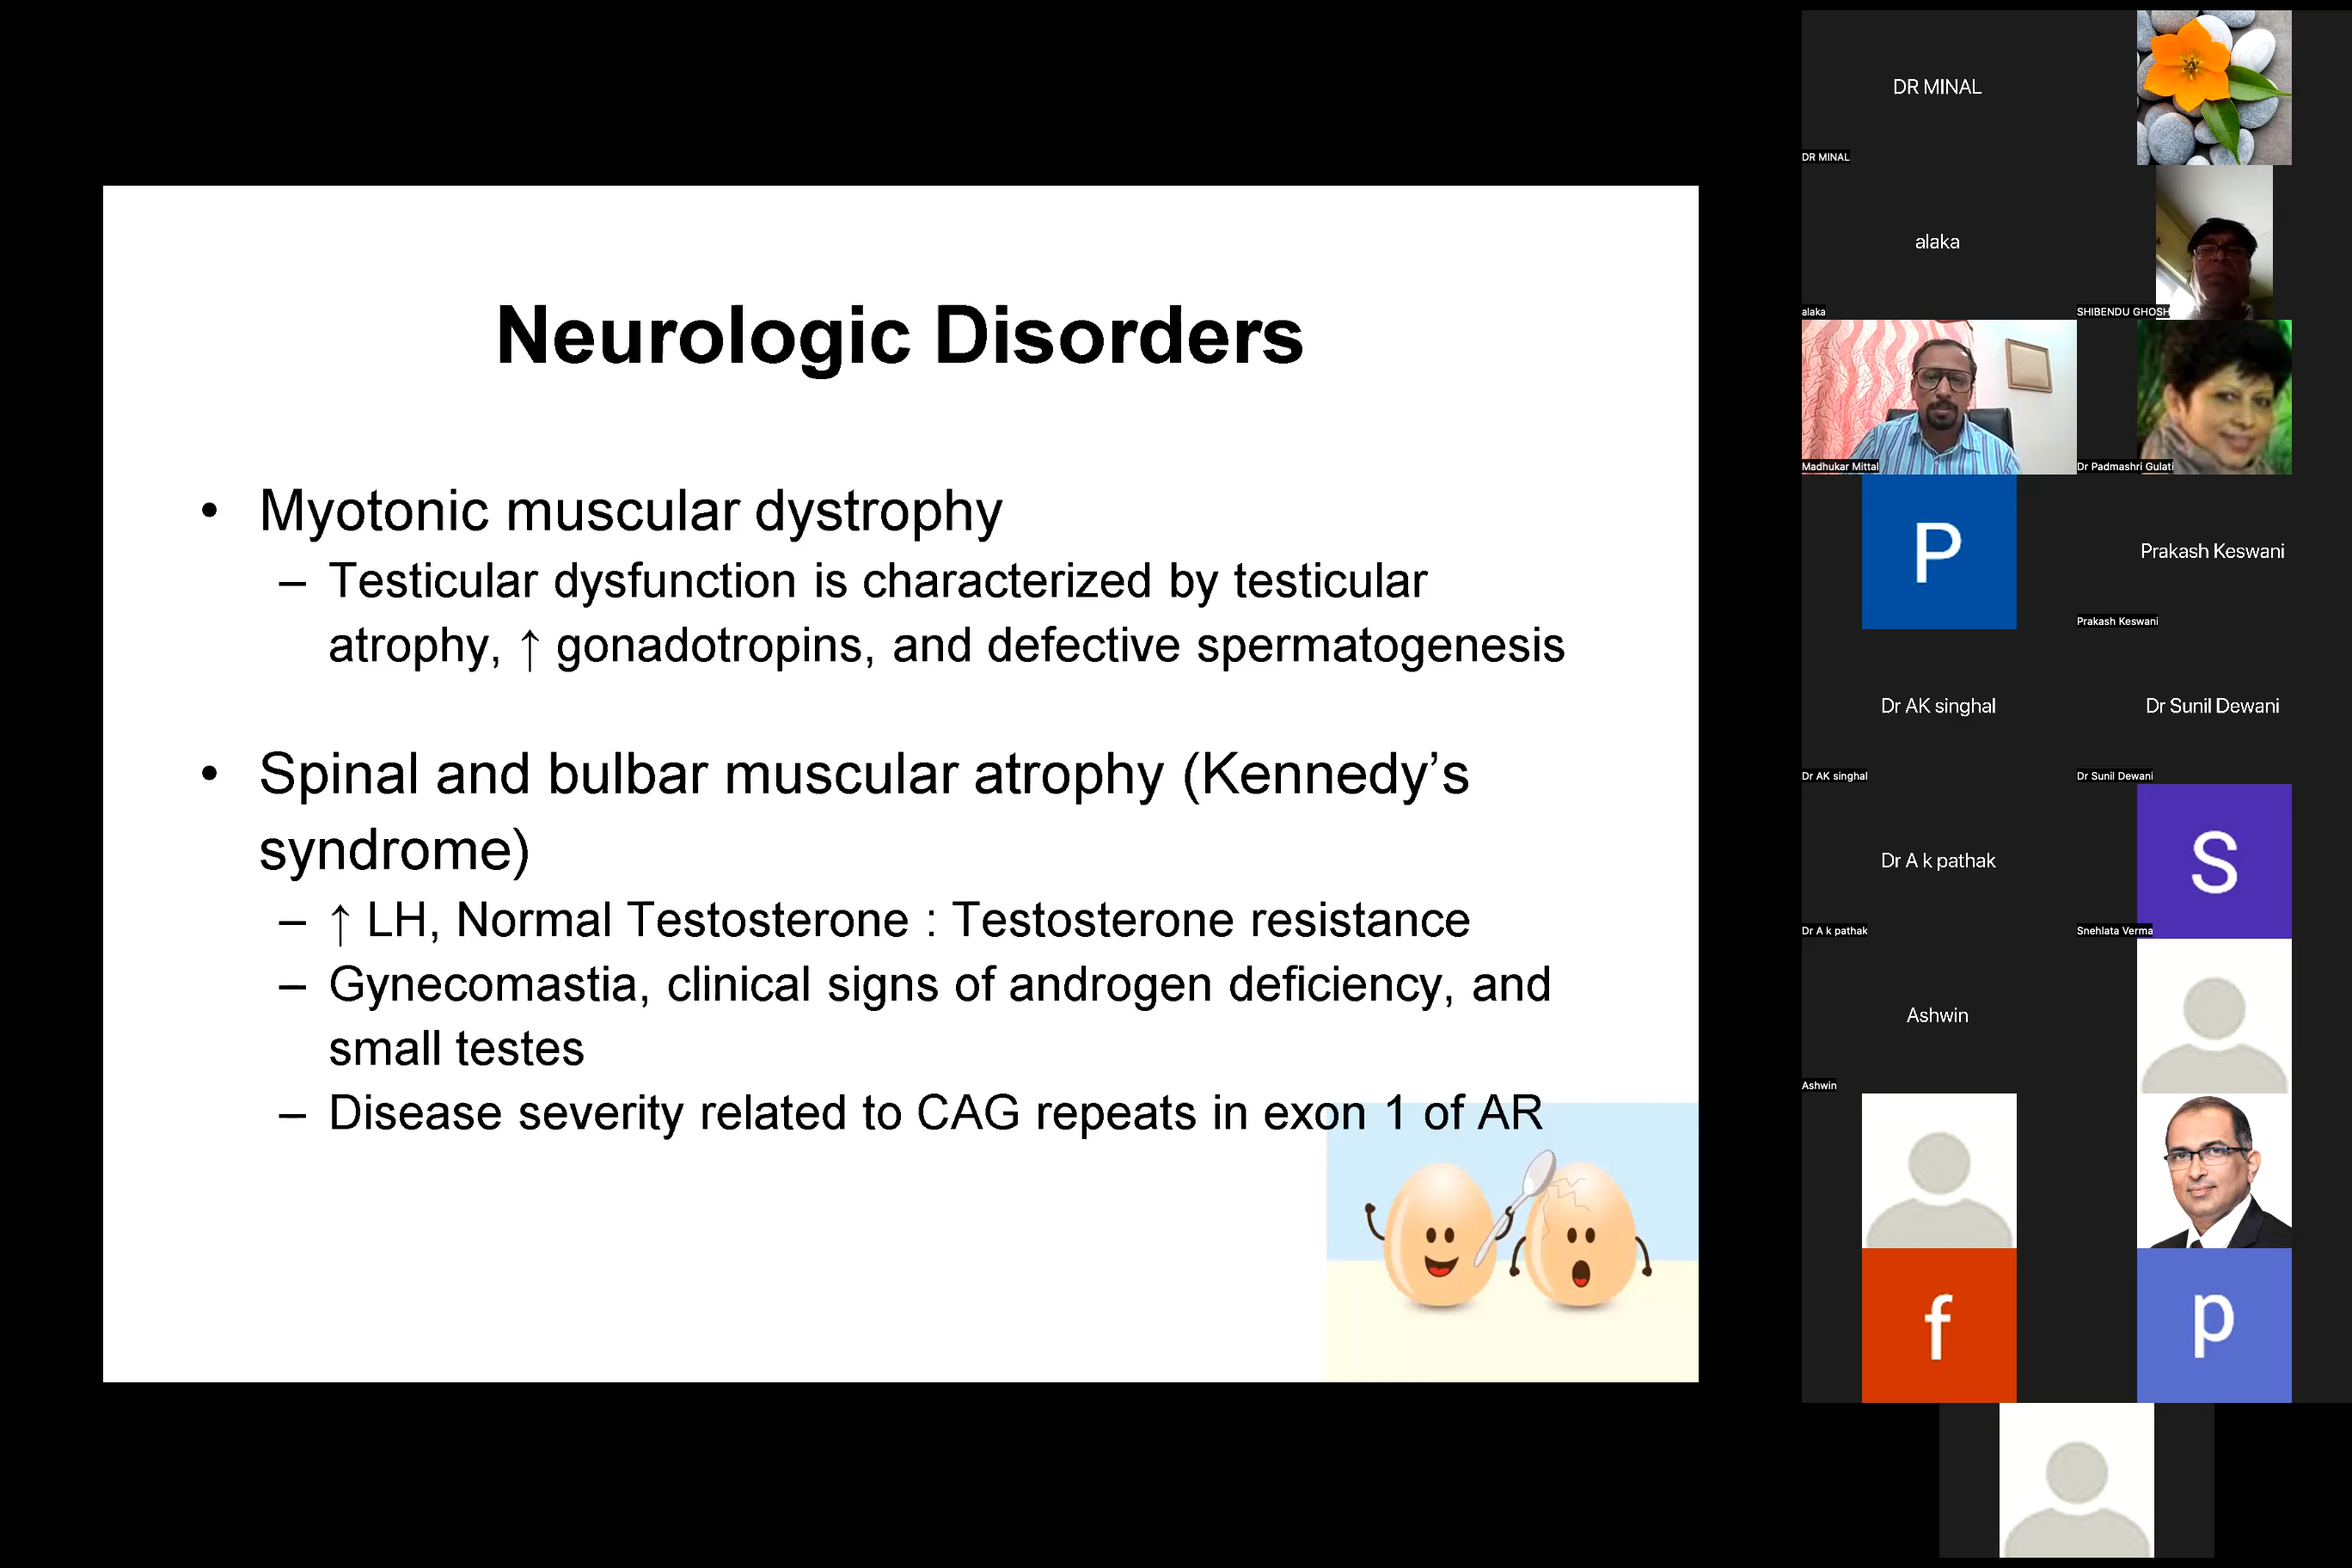 Neurologic Disorders
• Myotonic muscular dystrophy
– Testicular dysfunction is characterized by testicular
atrophy, ↑ gonadotropins, and defective spermatogenesis
• Spinal and bulbar muscular atrophy (Kennedy’s
syndrome)
– ↑ LH, Normal Testosterone : Testosterone resistance
– Gynecomastia, clinical signs of androgen deficiency, and
small testes
– Disease severity related to CAG repeats in exon 1 of AR
DR MINAL
DR MINAL
alaka
alaka
SHIBENDU GHOSH
Madhukar Mittal
Dr Padmashri Gulati
P
Prakash Keswani
Prakash Keswani
Dr AK singhal
Dr AK singhal
Dr Sunil Dewani
Dr Sunil Dewani
Dr A k pathak
Dr A k pathak
S
Snehlata Verma
Ashwin
Ashwin
f
p